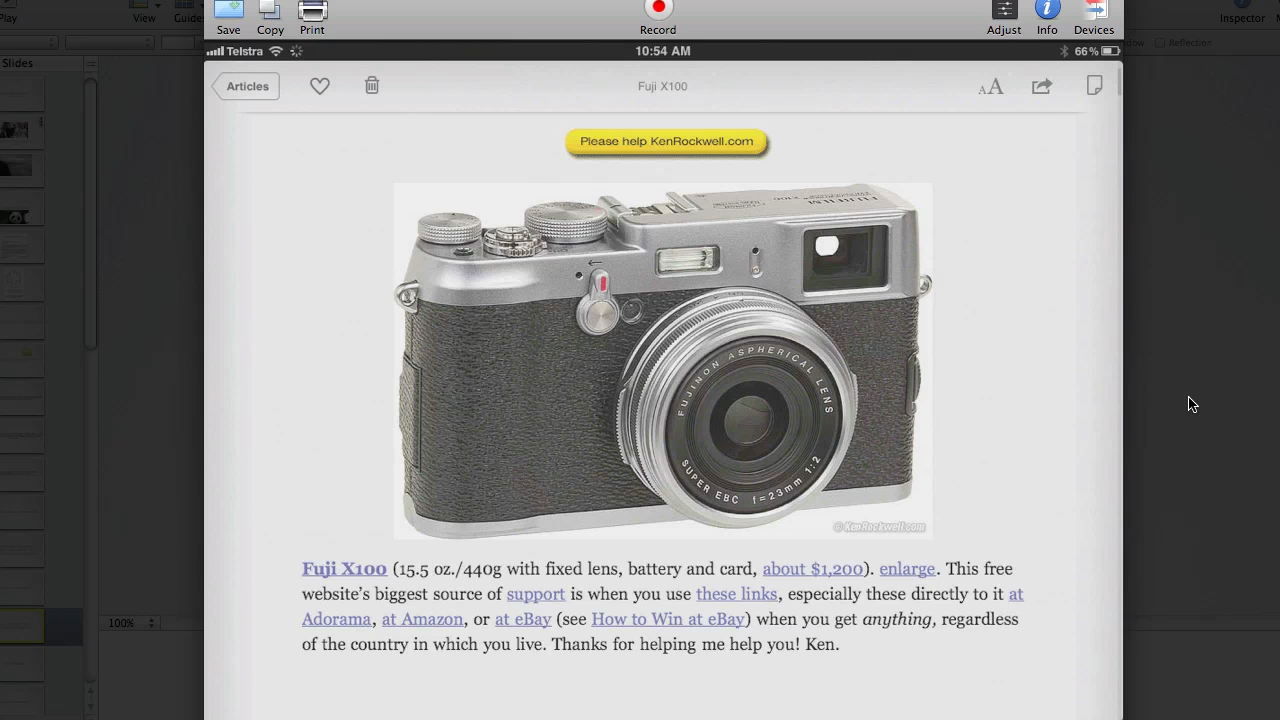 Play
View
Guides
Save
Copy
Print
Record
Adjust
Info
Devices
Inspector
Reflection
Slides
Telstra
10:54 AM
66%
Articles
Fuji X100
AA
Please help KenRockwell.com
FUJIFILM
FUJINON ASPHERICAL LENS
SUPER EBC f=23mm 1:2
© KenRockwell.com
Fuji X100 (15.5 oz./440g with fixed lens, battery and card, about $1,200). enlarge. This free
website's biggest source of support is when you use these links, especially these directly to it at
Adorama, at Amazon, or at eBay (see How to Win at eBay) when you get anything, regardless
of the country in which you live. Thanks for helping me help you! Ken.
100%